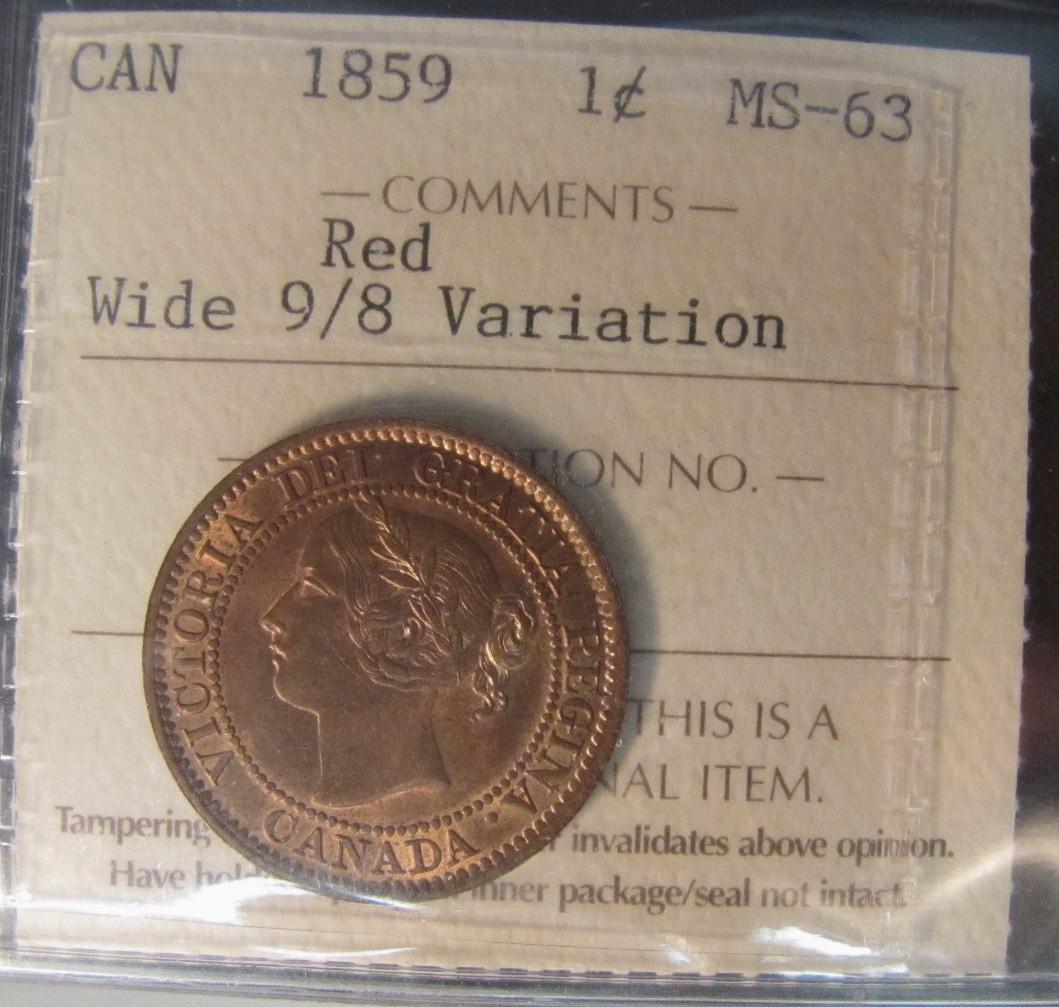 CAN 1859 1¢ MS-63
— COMMENTS —
Red
Wide 9/8 Variation
— TION NO. —
THIS IS A
NAL ITEM.
Tampering invalidates above opinion.
Have inner package/seal not intact.
VICTORIA DEI GRATIA REGINA.
CANADA